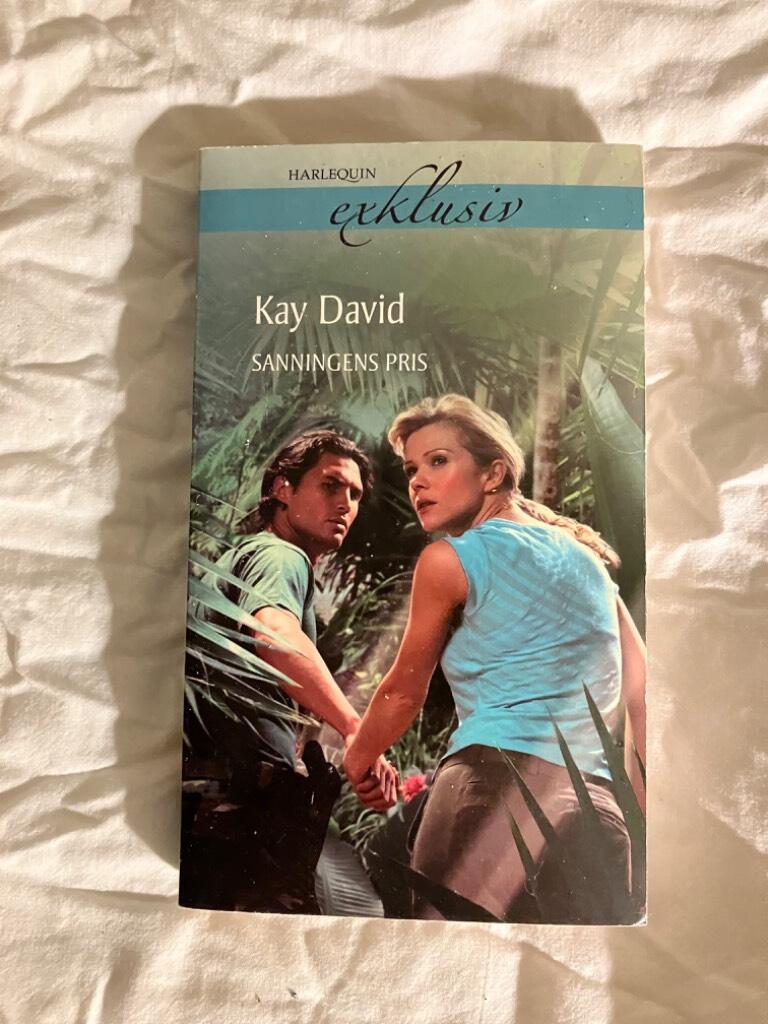 HARLEQUIN
exklusiv
Kay David
SANNINGENS PRIS